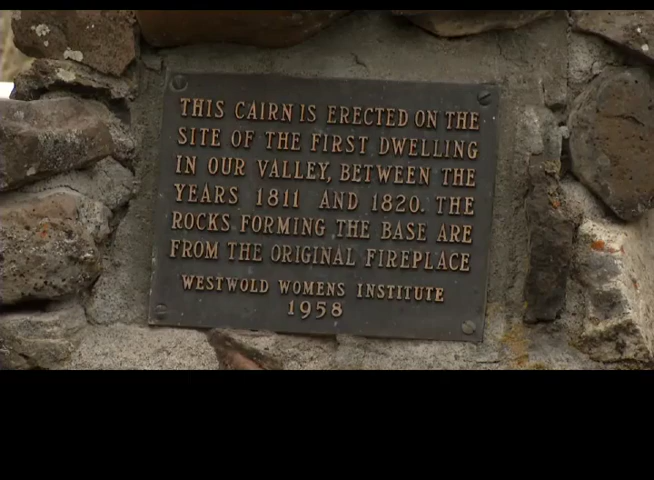 THIS CAIRN IS ERECTED ON THE
SITE OF THE FIRST DWELLING
IN OUR VALLEY, BETWEEN THE
YEARS 1811 AND 1820. THE
ROCKS FORMING THE BASE ARE
FROM THE ORIGINAL FIREPLACE
WESTWOLD WOMENS INSTITUTE
1958